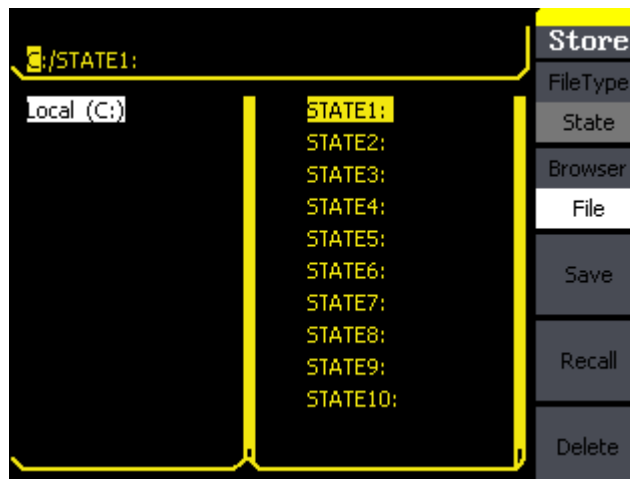 C:/STATE1:
Local (C:)
STATE1:
STATE2:
STATE3:
STATE4:
STATE5:
STATE6:
STATE7:
STATE8:
STATE9:
STATE10:
Store
FileType
State
Browser
File
Save
Recall
Delete